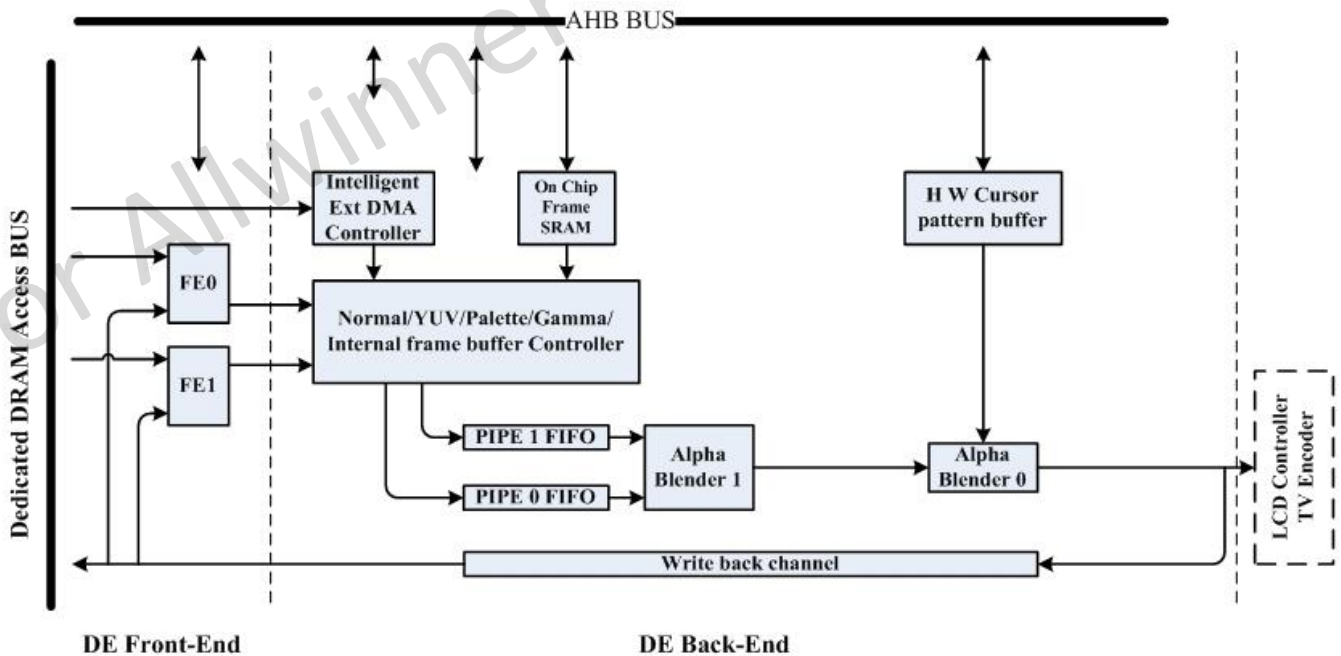 AHB BUS
or Allwinner
Dedicated DRAM Access BUS
Intelligent
Ext DMA
Controller
On Chip
Frame
SRAM
H W Cursor
pattern buffer
FE0
FE1
Normal/YUV/Palette/Gamma/
Internal frame buffer Controller
PIPE 1 FIFO
PIPE 0 FIFO
Alpha
Blender 1
Alpha
Blender 0
LCD Controller
TV Encoder
Write back channel
DE Front-End
DE Back-End